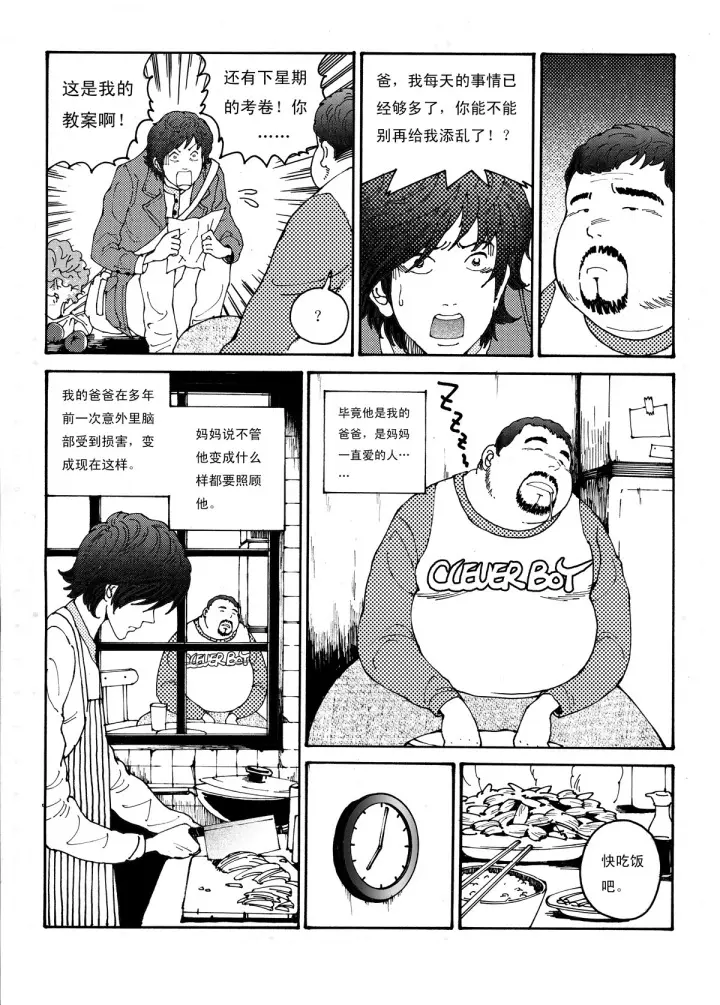 这是我的
教案啊！
还有下星期
的考卷！你
……
？
爸，我每天的事情已
经够多了，你能不能
别再给我添乱了！？
我的爸爸在多年
前一次意外里脑
部受到损害，变
成现在这样。
妈妈说不管
他变成什么
样都要照顾
他。
CLEVER BOY
毕竟他是我的
爸爸，是妈妈
一直爱的人…
…
ZZZZ
CLEVER BOY
快吃饭
吧。